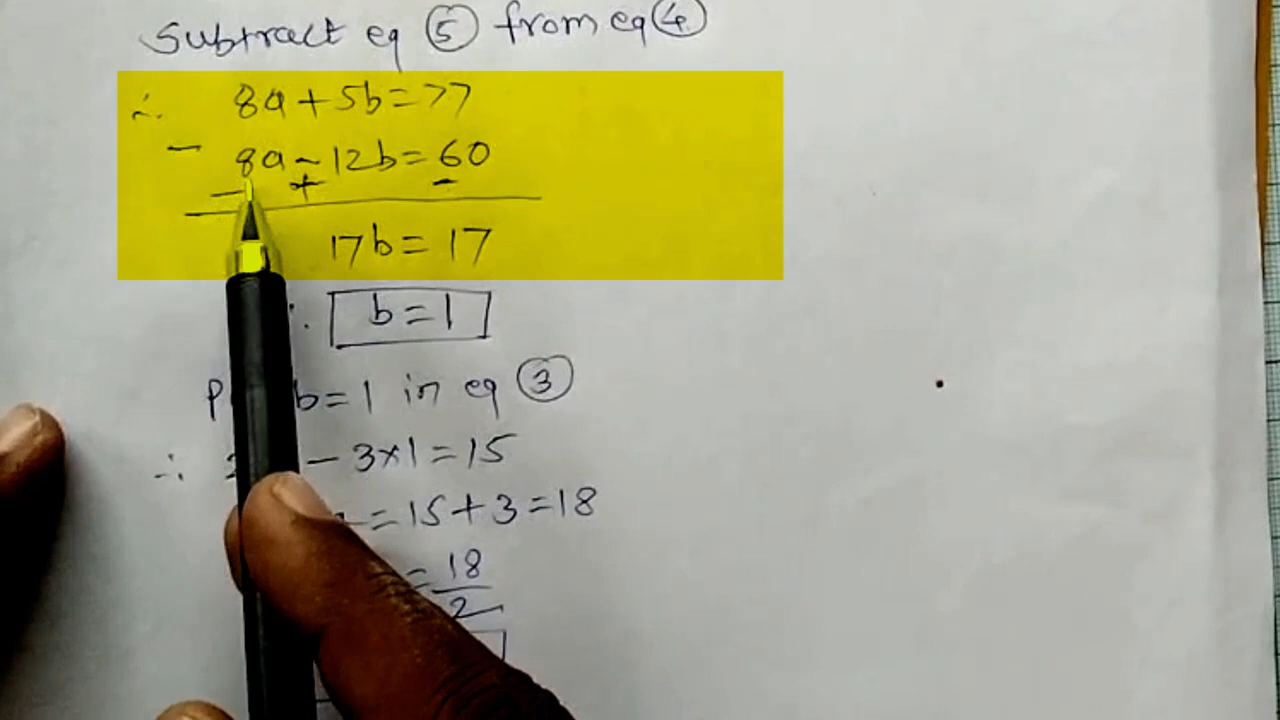 Subtract eq ⑤ from eq ④
∴ 8a + 5b = 77
- 8a - 12b = 60
- + -
17b = 17
∴ b = 1
b = 1 in eq ③
∴ - 3×1 = 15
= 15 + 3 = 18
= 18/2